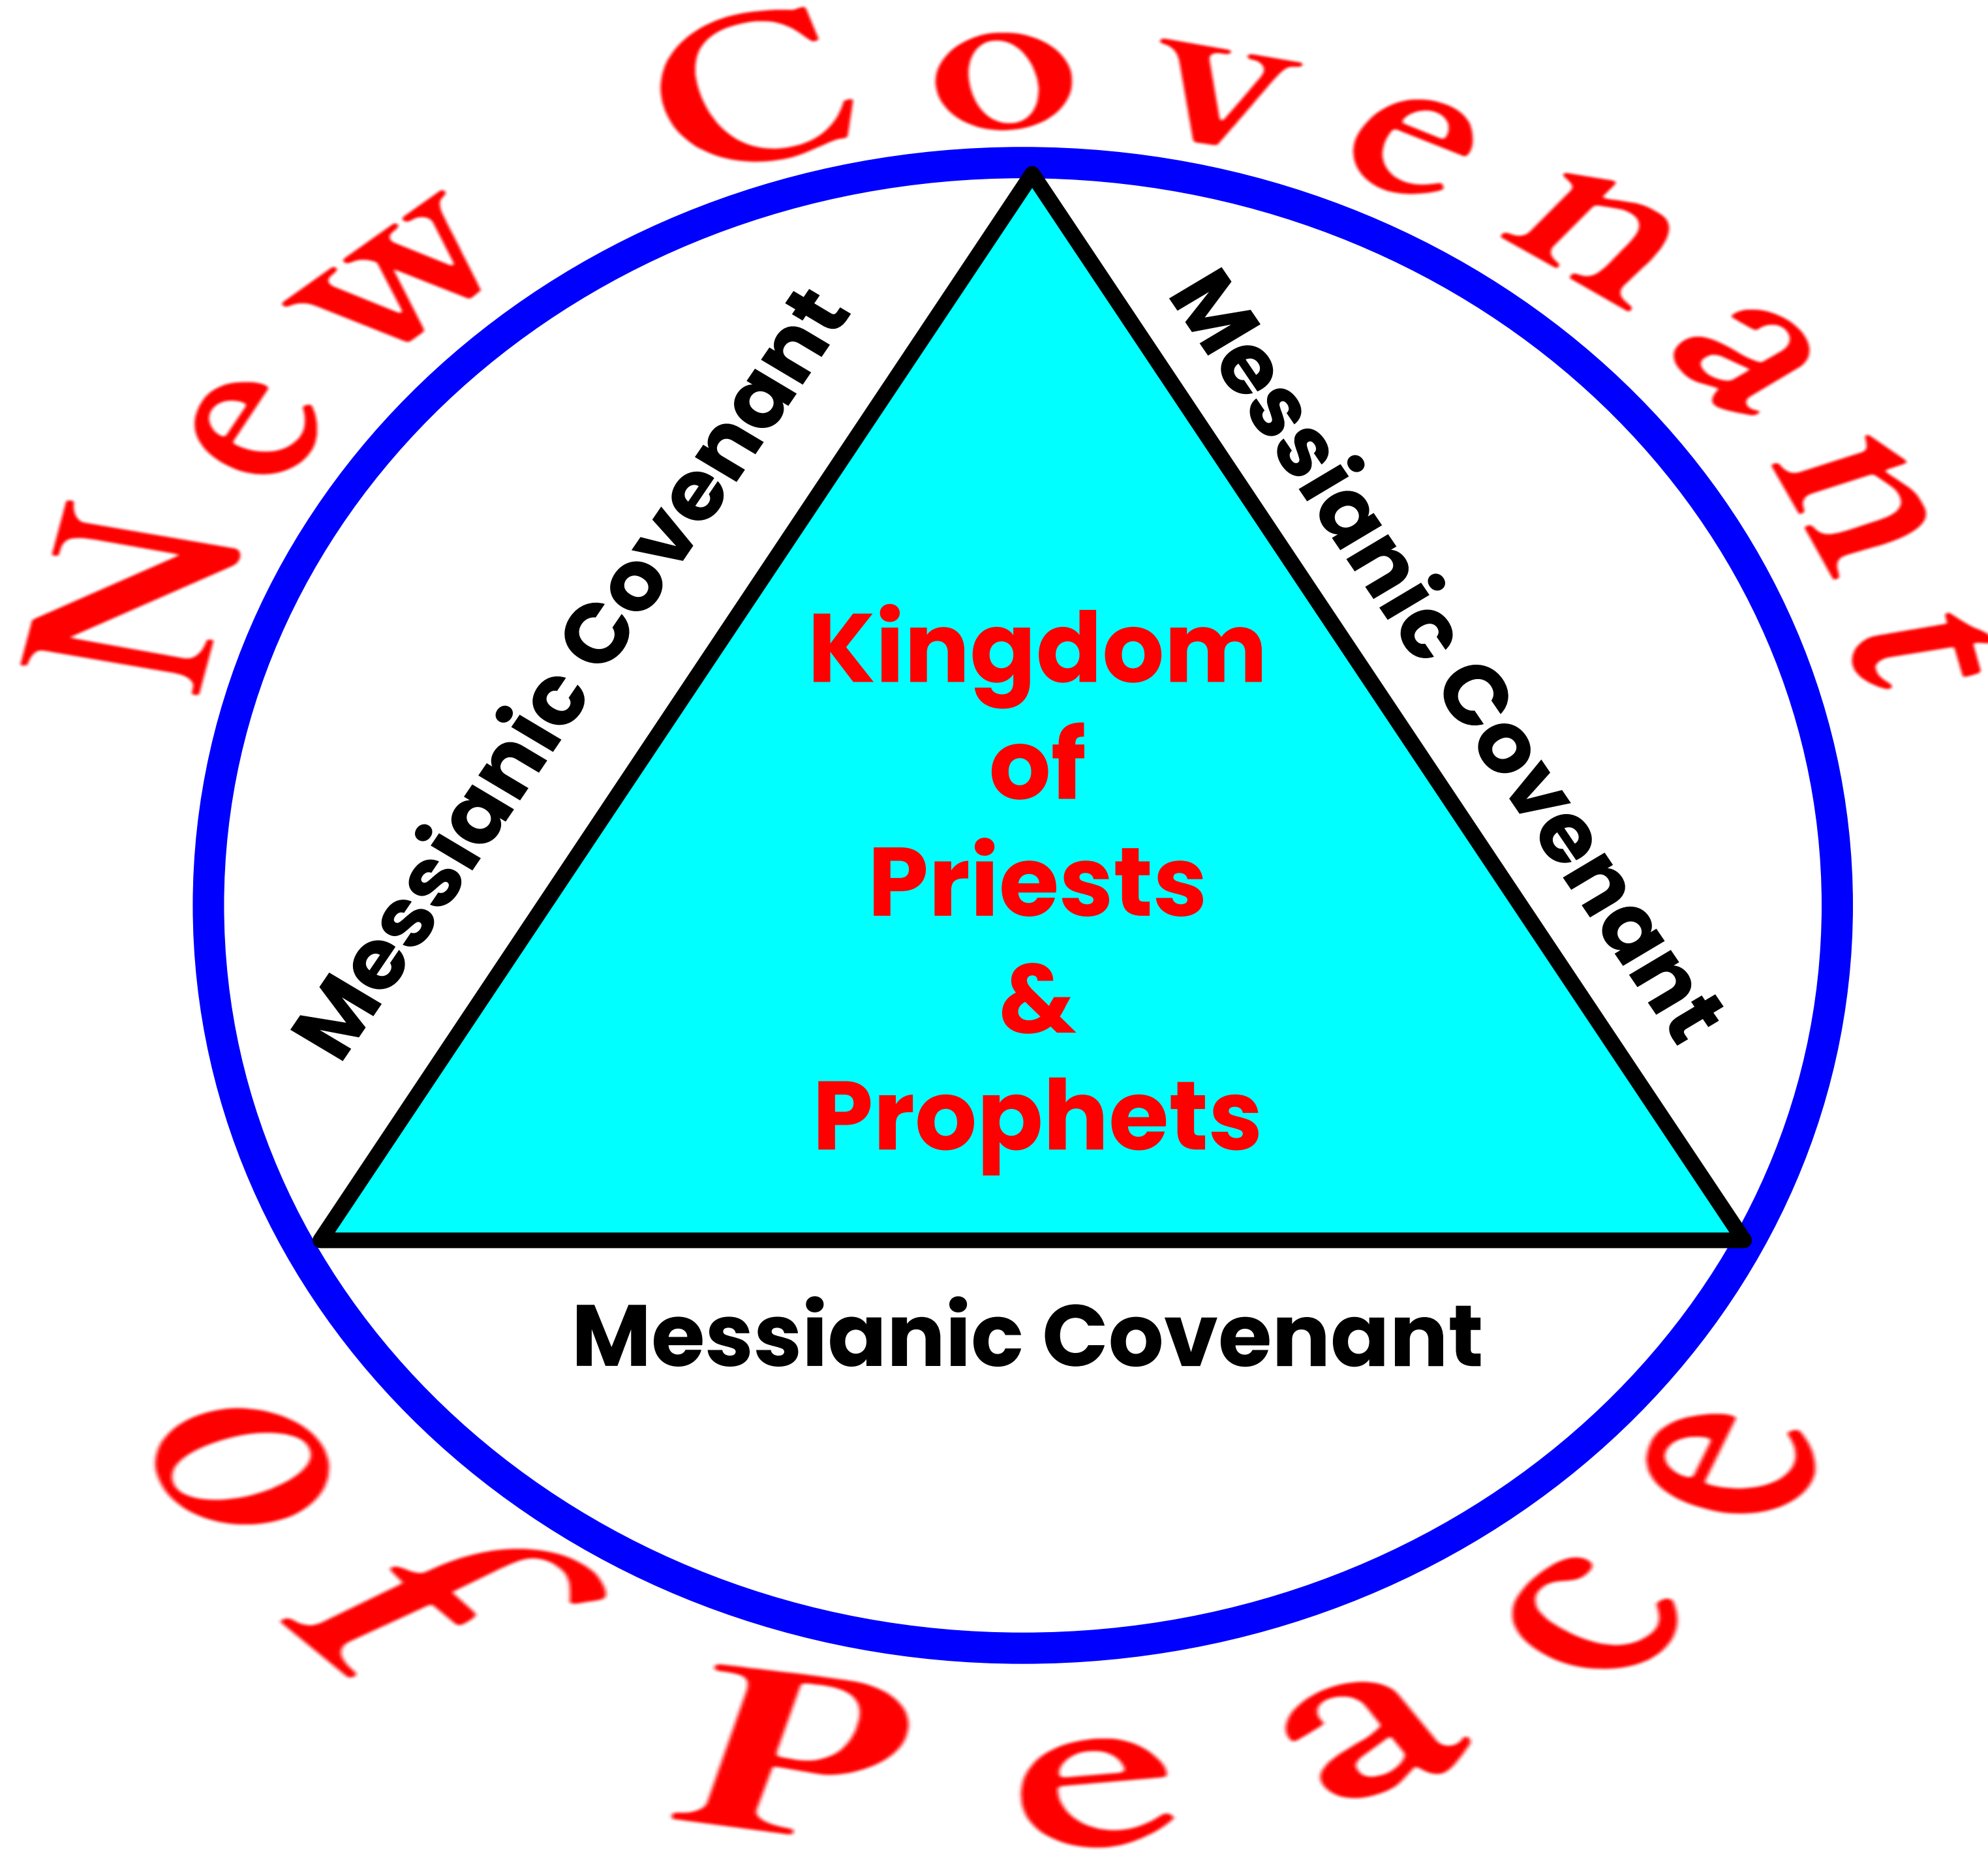 New Covenant
Messianic Covenant
Messianic Covenant
Kingdom
of
Priests
&
Prophets
Messianic Covenant
of Peace